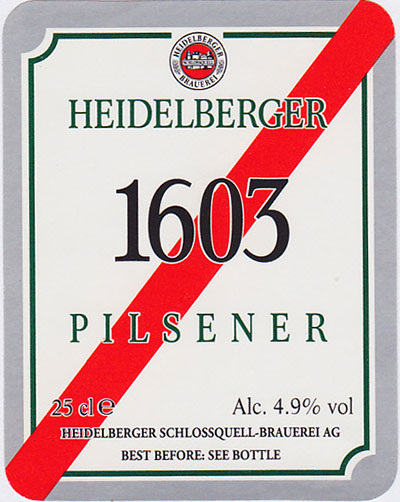 HEIDELBERGER
SCHLOSSQUELL
BRAUEREI
HEIDELBERGER
1603
PILSENER
25 cl e Alc. 4.9% vol
HEIDELBERGER SCHLOSSQUELL-BRAUEREI AG
BEST BEFORE: SEE BOTTLE